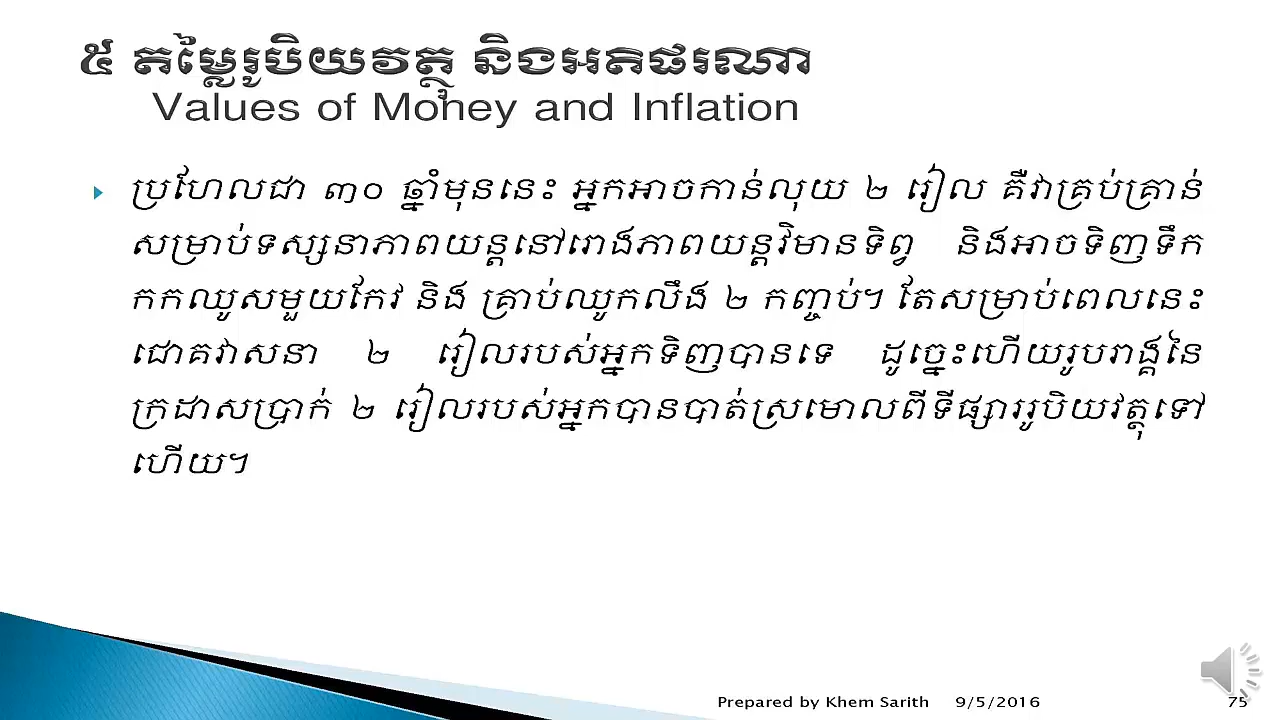 ៥ តម្លៃរូបិយវត្ថុ និងអតិផរណា
Values of Money and Inflation
ប្រហែលជា ៣០ ឆ្នាំមុននេះ អ្នកអាចកាន់លុយ ២ រៀល គឺវាគ្រប់គ្រាន់
សម្រាប់ទស្សនាភាពយន្តនៅរោងភាពយន្តវិមានទិព្វ និងអាចទិញទឹក
កកឈូសមួយកែវ និង គ្រាប់ឈូកលឹង ២ កញ្ចប់។ តែសម្រាប់ពេលនេះ
ជោគវាសនា ២ រៀលរបស់អ្នកទិញបានទេ ដូច្នេះហើយរូបរាង្គនៃ
ក្រដាសប្រាក់ ២ រៀលរបស់អ្នកបានបាត់ស្រមោលពីទីផ្សាររូបិយវត្ថុទៅ
ហើយ។
Prepared by Khem Sarith 9/5/2016 75